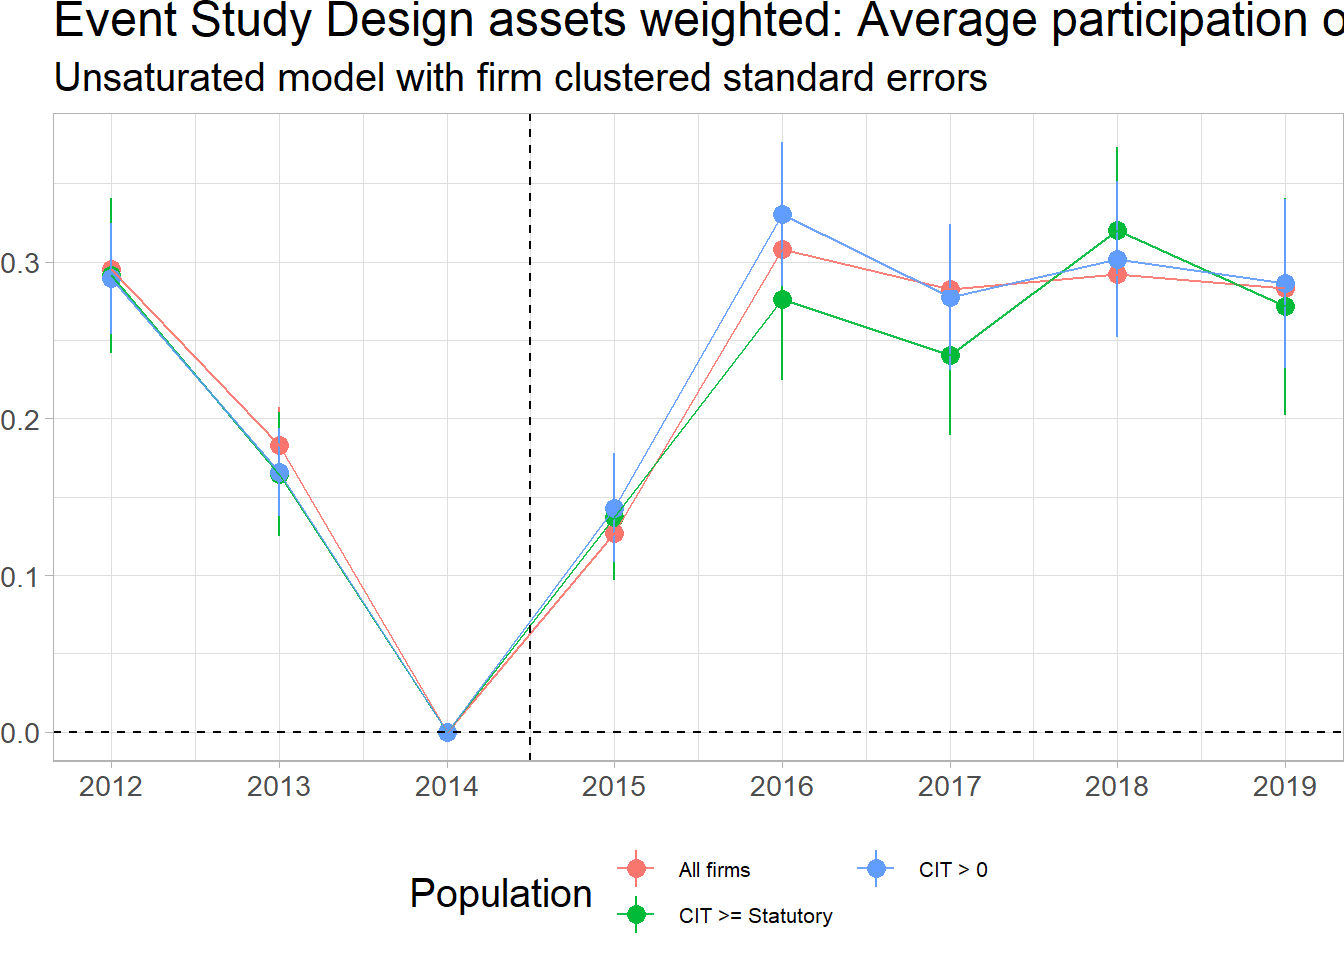 Event Study Design assets weighted: Average participation o
Unsaturated model with firm clustered standard errors
0.3
0.2
0.1
0.0
2012 2013 2014 2015 2016 2017 2018 2019
Population
All firms
CIT >= Statutory
CIT > 0